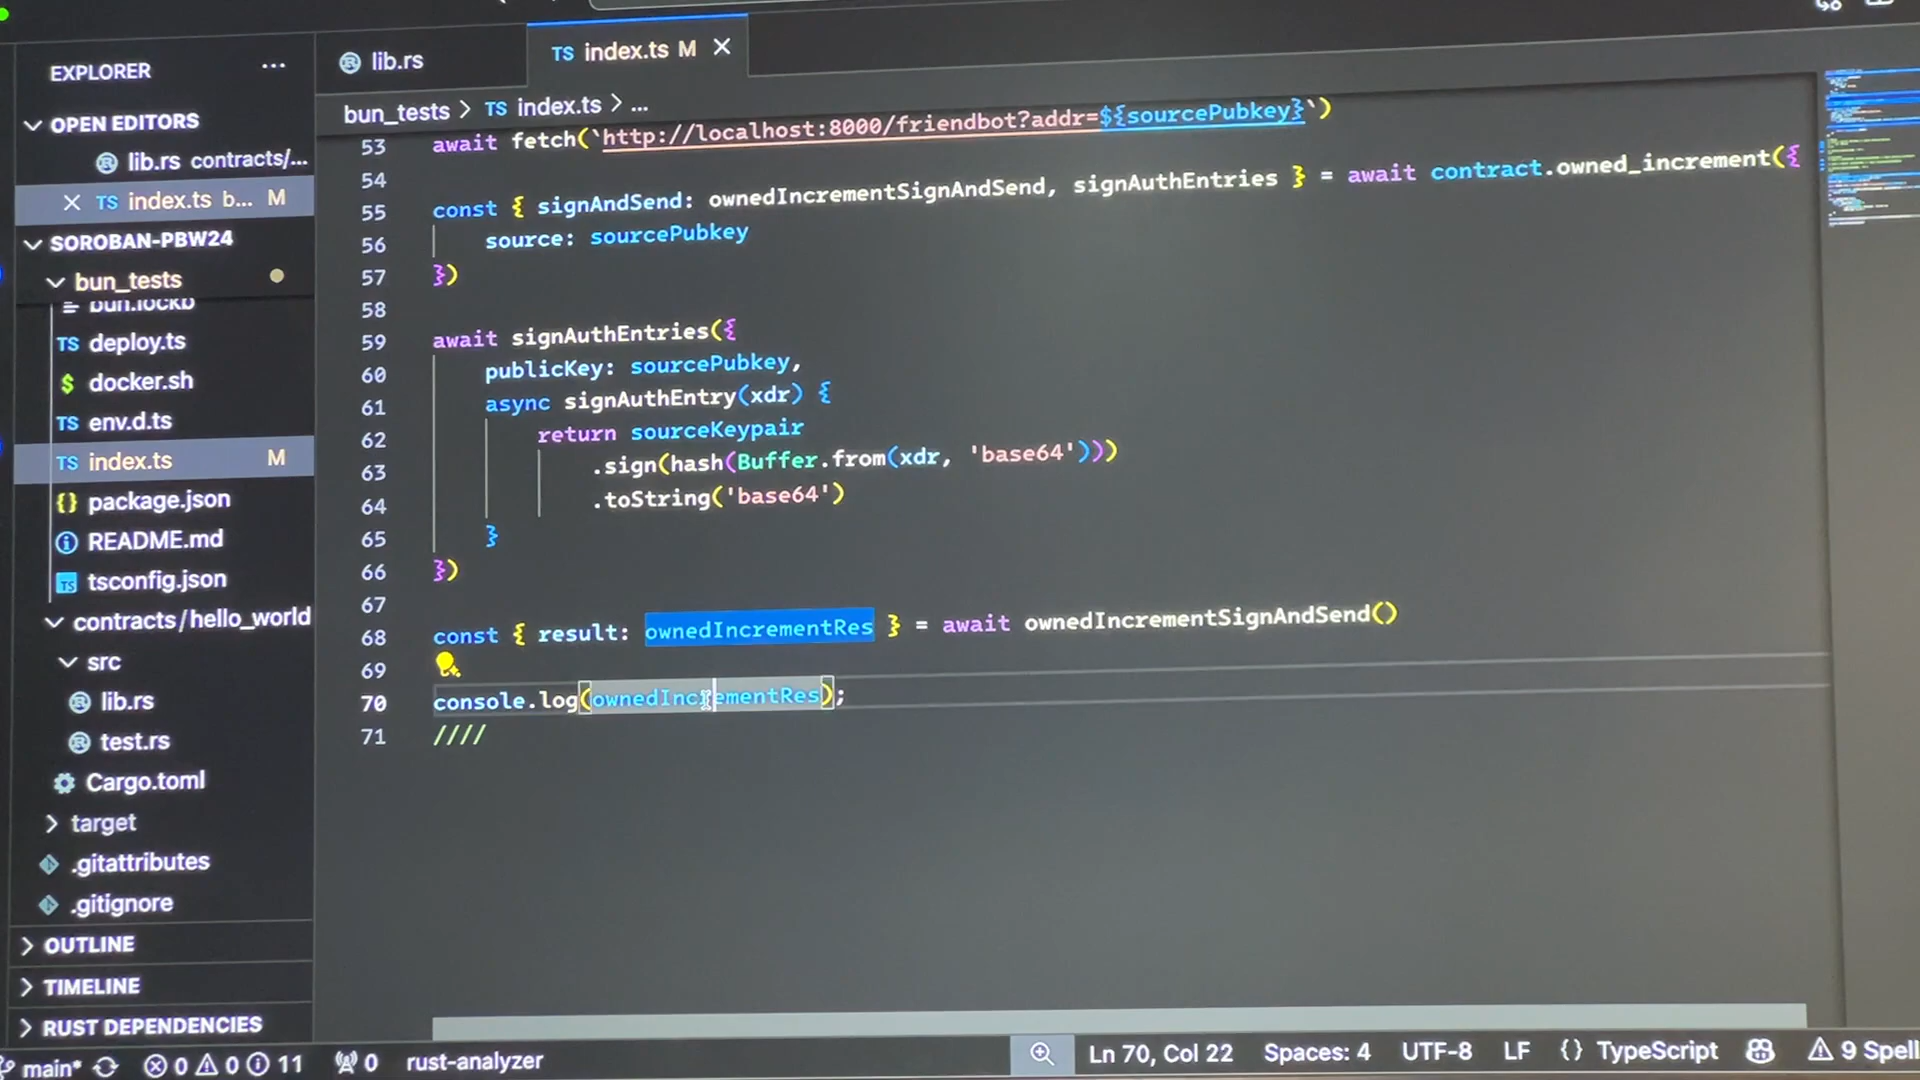 EXPLORER ...
OPEN EDITORS
lib.rs contracts/...
TS index.ts b... M
SOROBAN-PBW24
bun_tests
bun.lockb
TS deploy.ts
$ docker.sh
TS env.d.ts
TS index.ts M
{} package.json
README.md
TS tsconfig.json
contracts/hello_world
src
lib.rs
test.rs
Cargo.toml
> target
.gitattributes
.gitignore
> OUTLINE
> TIMELINE
> RUST DEPENDENCIES
lib.rs
TS index.ts M ×
bun_tests > TS index.ts > ...
53 await fetch(`http://localhost:8000/friendbot?addr=${sourcePubkey}`)
54
55 const { signAndSend: ownedIncrementSignAndSend, signAuthEntries } = await contract.owned_increment({
56 source: sourcePubkey
57 })
58
59 await signAuthEntries({
60 publicKey: sourcePubkey,
61 async signAuthEntry(xdr) {
62 return sourceKeypair
63 .sign(hash(Buffer.from(xdr, 'base64')))
64 .toString('base64')
65 }
66 })
67
68 const { result: ownedIncrementRes } = await ownedIncrementSignAndSend()
69
70 console.log(ownedIncrementRes);
71 ////
main* 0 0 11 0 rust-analyzer Ln 70, Col 22 Spaces: 4 UTF-8 LF {} TypeScript 9 Spell